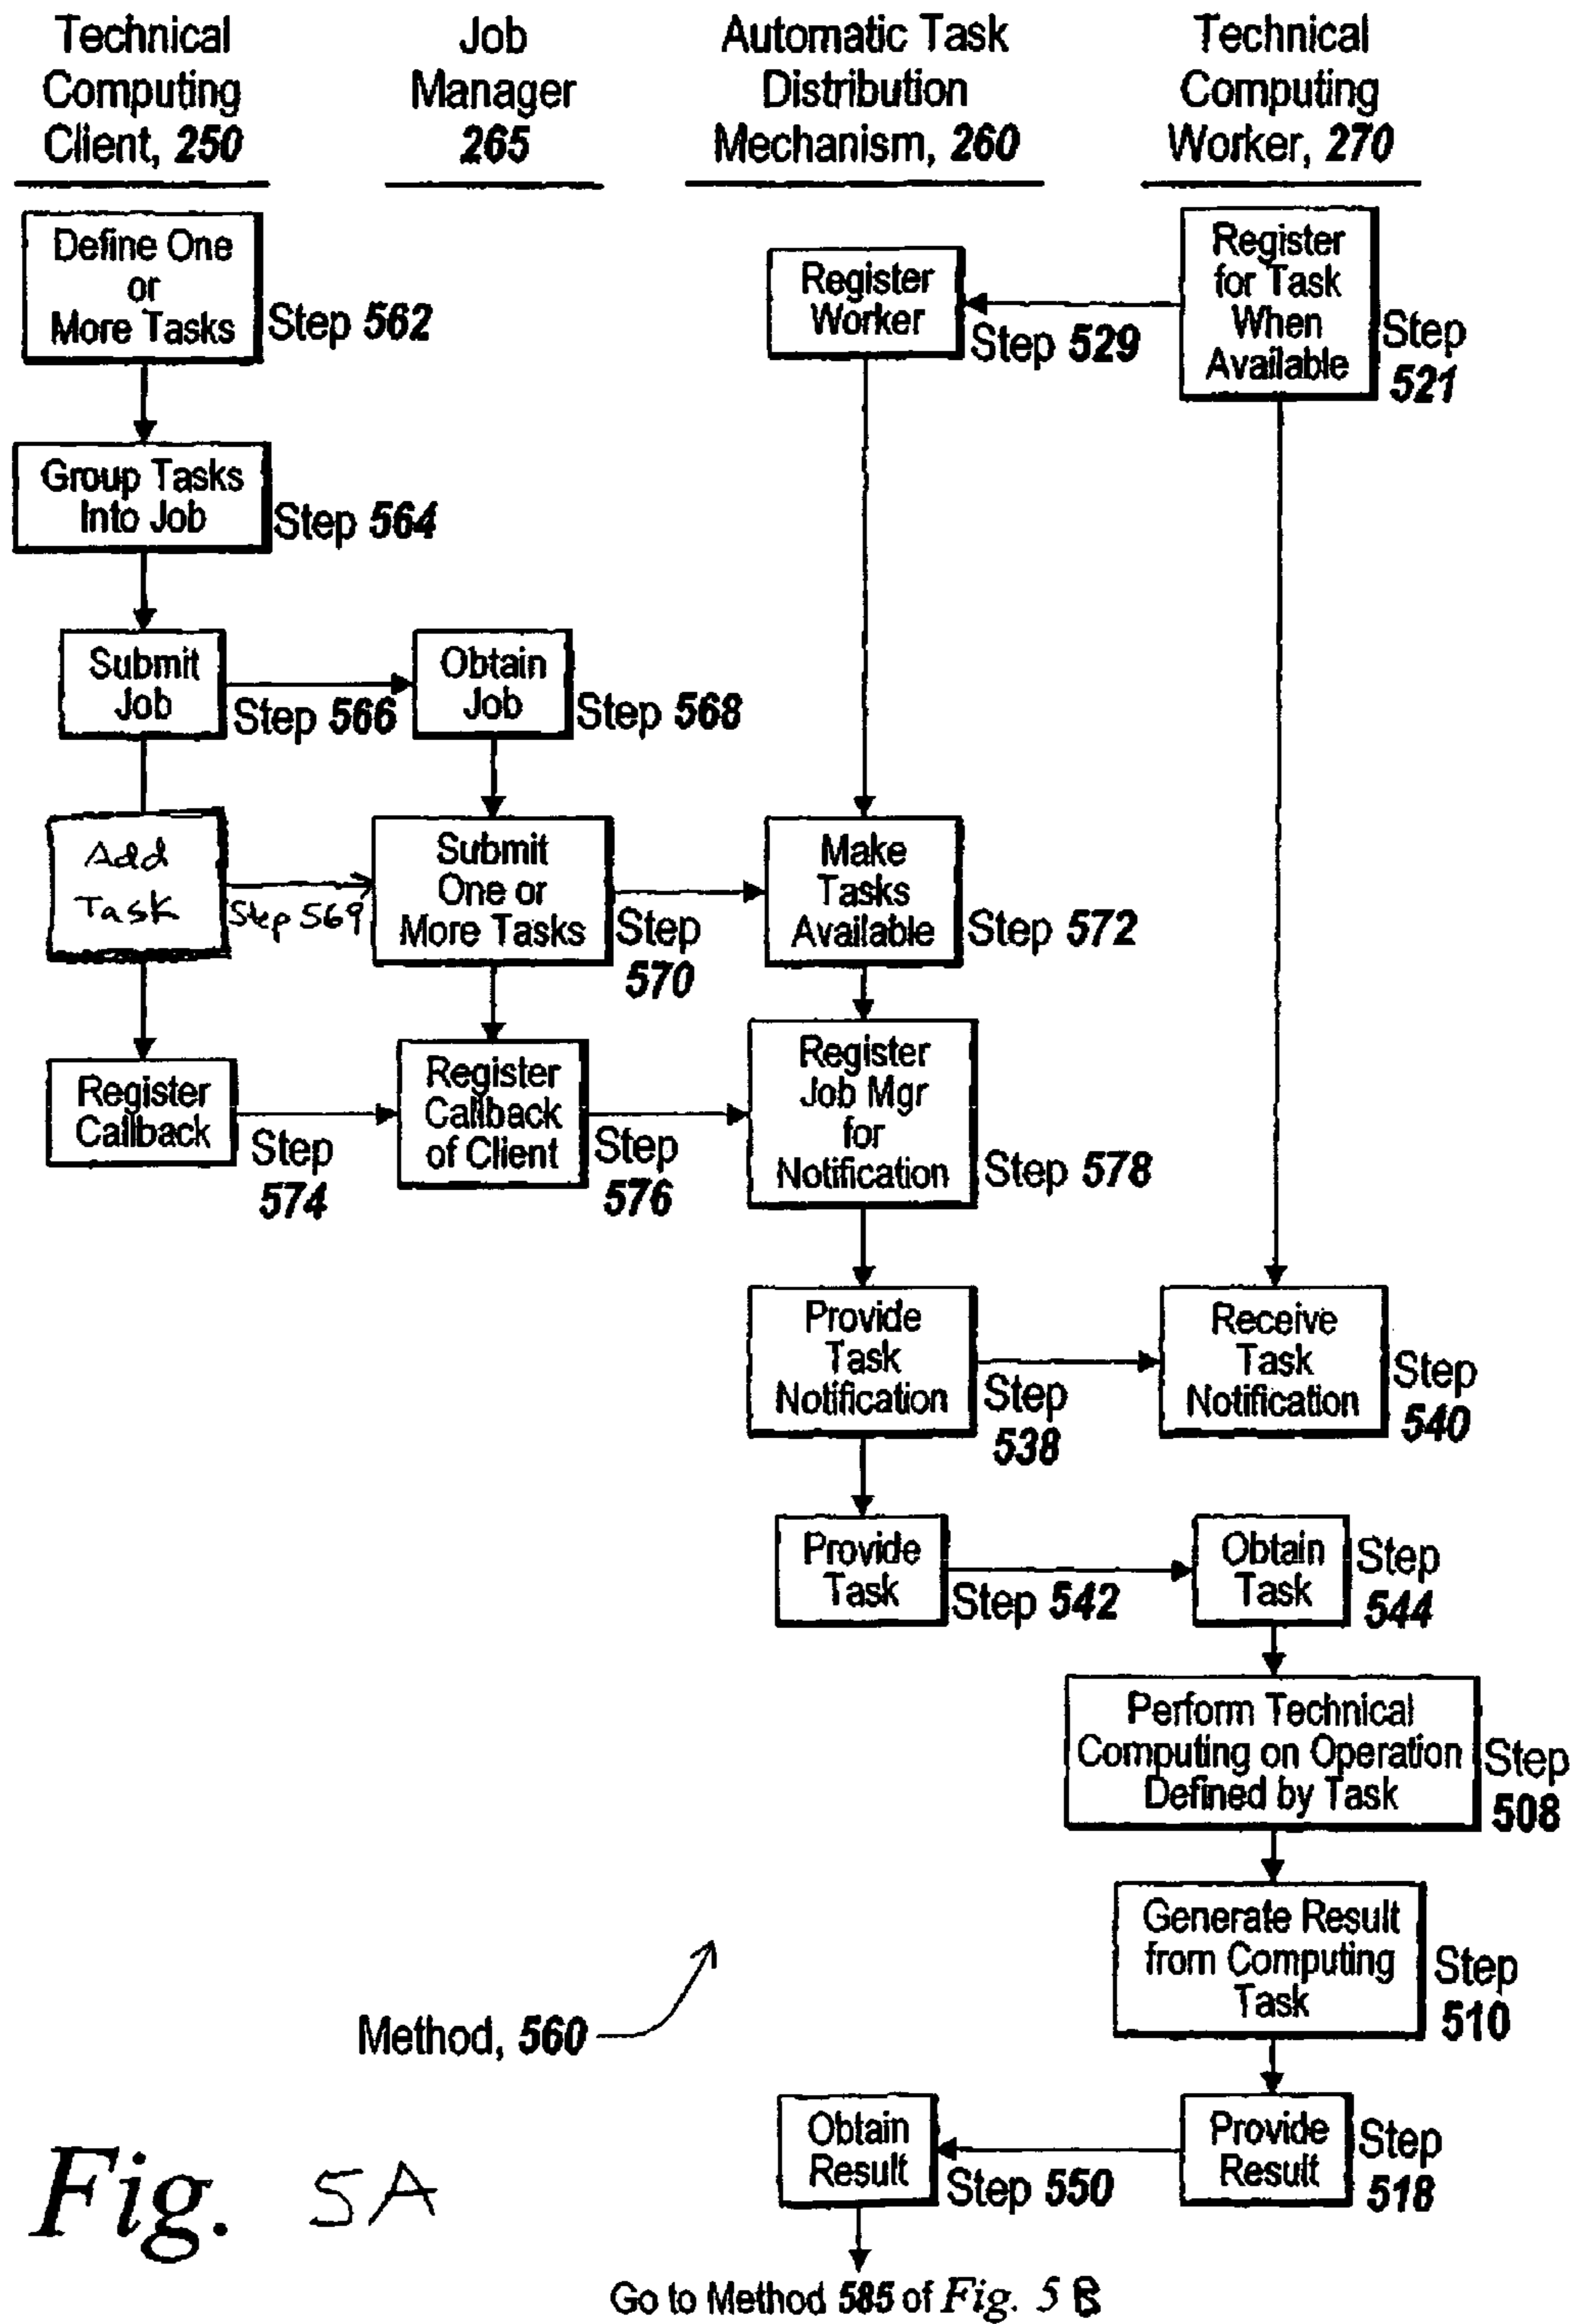 Technical
Computing
Client, 250
Job
Manager
265
Automatic Task
Distribution
Mechanism, 260
Technical
Computing
Worker, 270
Define One
or
More Tasks
Step 562
Register
Worker
Step 529
Register
for Task
When
Available
Step
521
Group Tasks
Into Job
Step 564
Submit
Job
Step 566
Obtain
Job
Step 568
Add
Task
Step 569
Submit
One or
More Tasks
Step
570
Make
Tasks
Available
Step 572
Register
Callback
Step
574
Register
Callback
of Client
Step
576
Register
Job Mgr
for
Notification
Step 578
Provide
Task
Notification
Step
538
Receive
Task
Notification
Step
540
Provide
Task
Step 542
Obtain
Task
Step
544
Perform Technical
Computing on Operation
Defined by Task
Step
508
Generate Result
from Computing
Task
Step
510
Method, 560
Obtain
Result
Step 550
Provide
Result
Step
518
Fig. 5A
Go to Method 585 of Fig. 5 B